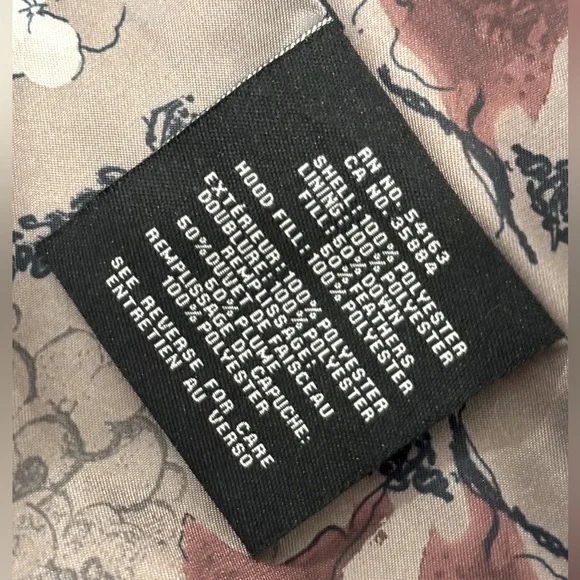 RN NO. 54163
CA NO. 35884
SHELL: 100% POLYESTER
LINING: 100% POLYESTER
FILL: 50% DOWN
50% FEATHERS
HOOD FILL: 100% POLYESTER
EXTÉRIEUR: 100% POLYESTER
DOUBLURE: 100% POLYESTER
REMPLISSAGE:
50% DUVET DE FAISCEAU
50% PLUME
REMPLISSAGE DE CAPUCHE:
100% POLYESTER
SEE REVERSE FOR CARE
ENTRETIEN AU VERSO